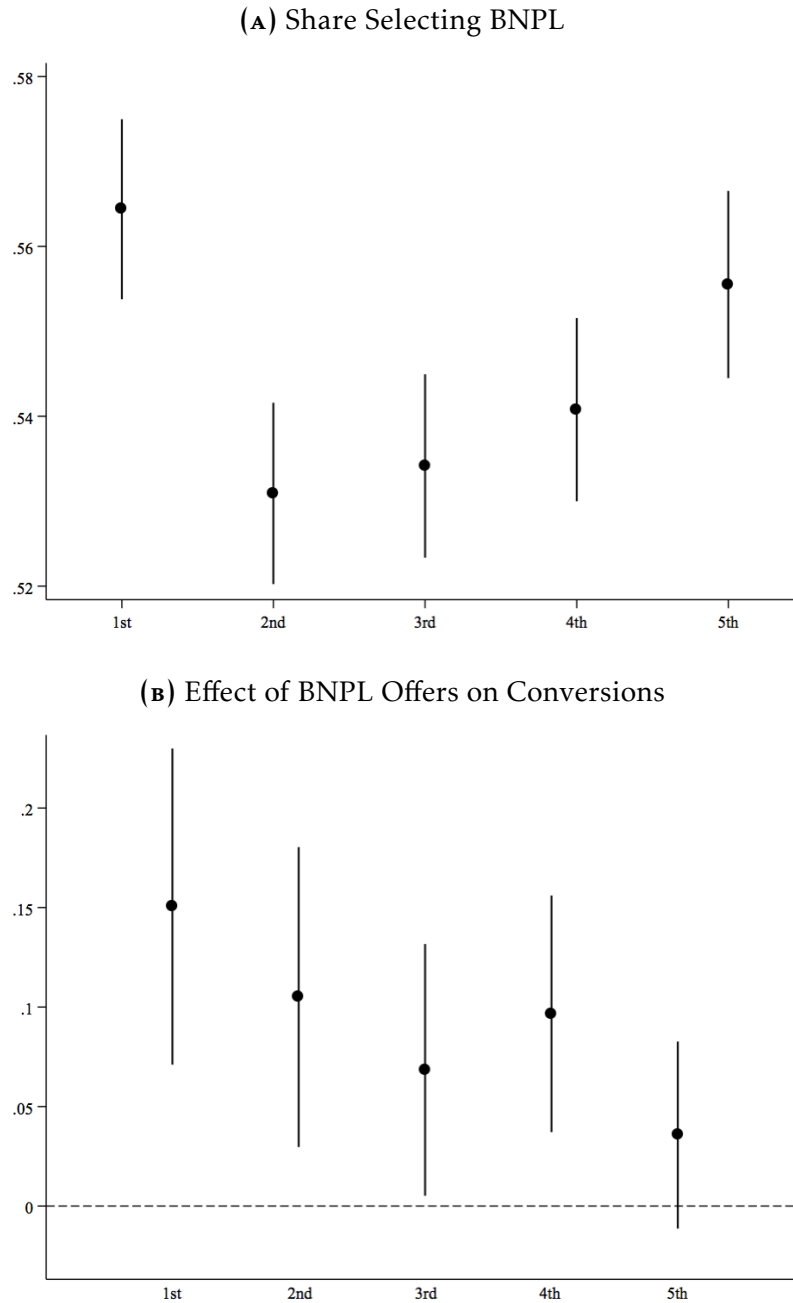 (A) Share Selecting BNPL
.58
.56
.54
.52
1st 2nd 3rd 4th 5th
(B) Effect of BNPL Offers on Conversions
.2
.15
.1
.05
0
1st 2nd 3rd 4th 5th